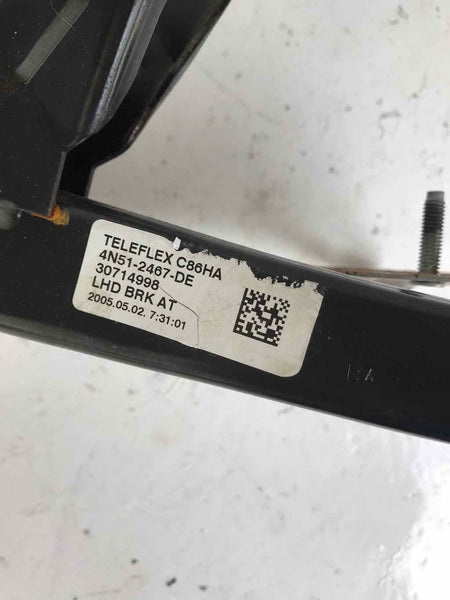 TELEFLEX C86HA
4N51-2467-DE
30714998
LHD BRK AT
2005.05.02. 7:31:01